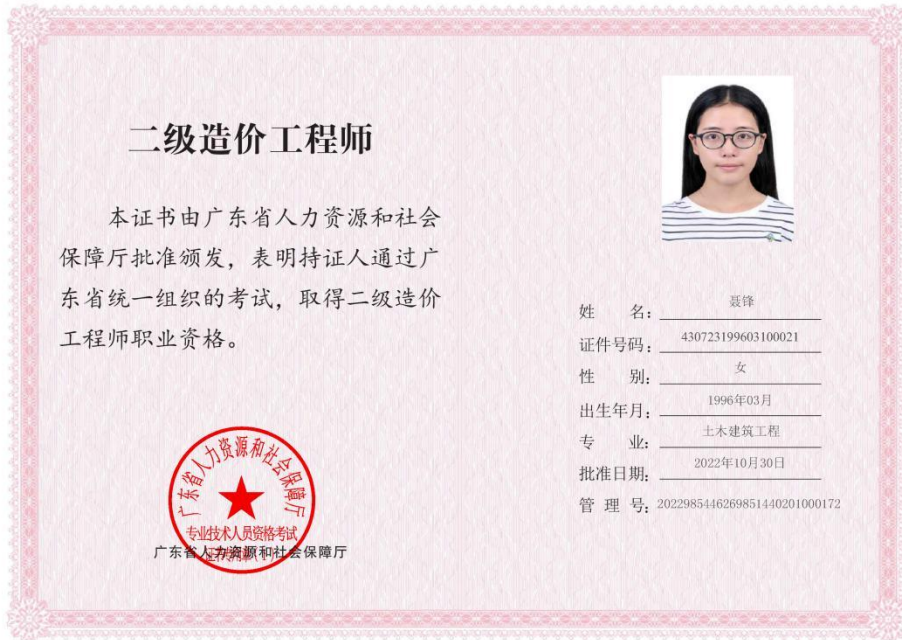 二级造价工程师
本证书由广东省人力资源和社会
保障厅批准颁发，表明持证人通过广
东省统一组织的考试，取得二级造价
工程师职业资格。
广东省人力资源和社会保障厅
专业技术人员资格考试
广东省人力资源和社会保障厅
姓 名：聂锋
证件号码：430723199603100021
性 别：女
出生年月：1996年03月
专 业：土木建筑工程
批准日期：2022年10月30日
管 理 号：20229854462698514402010​00172